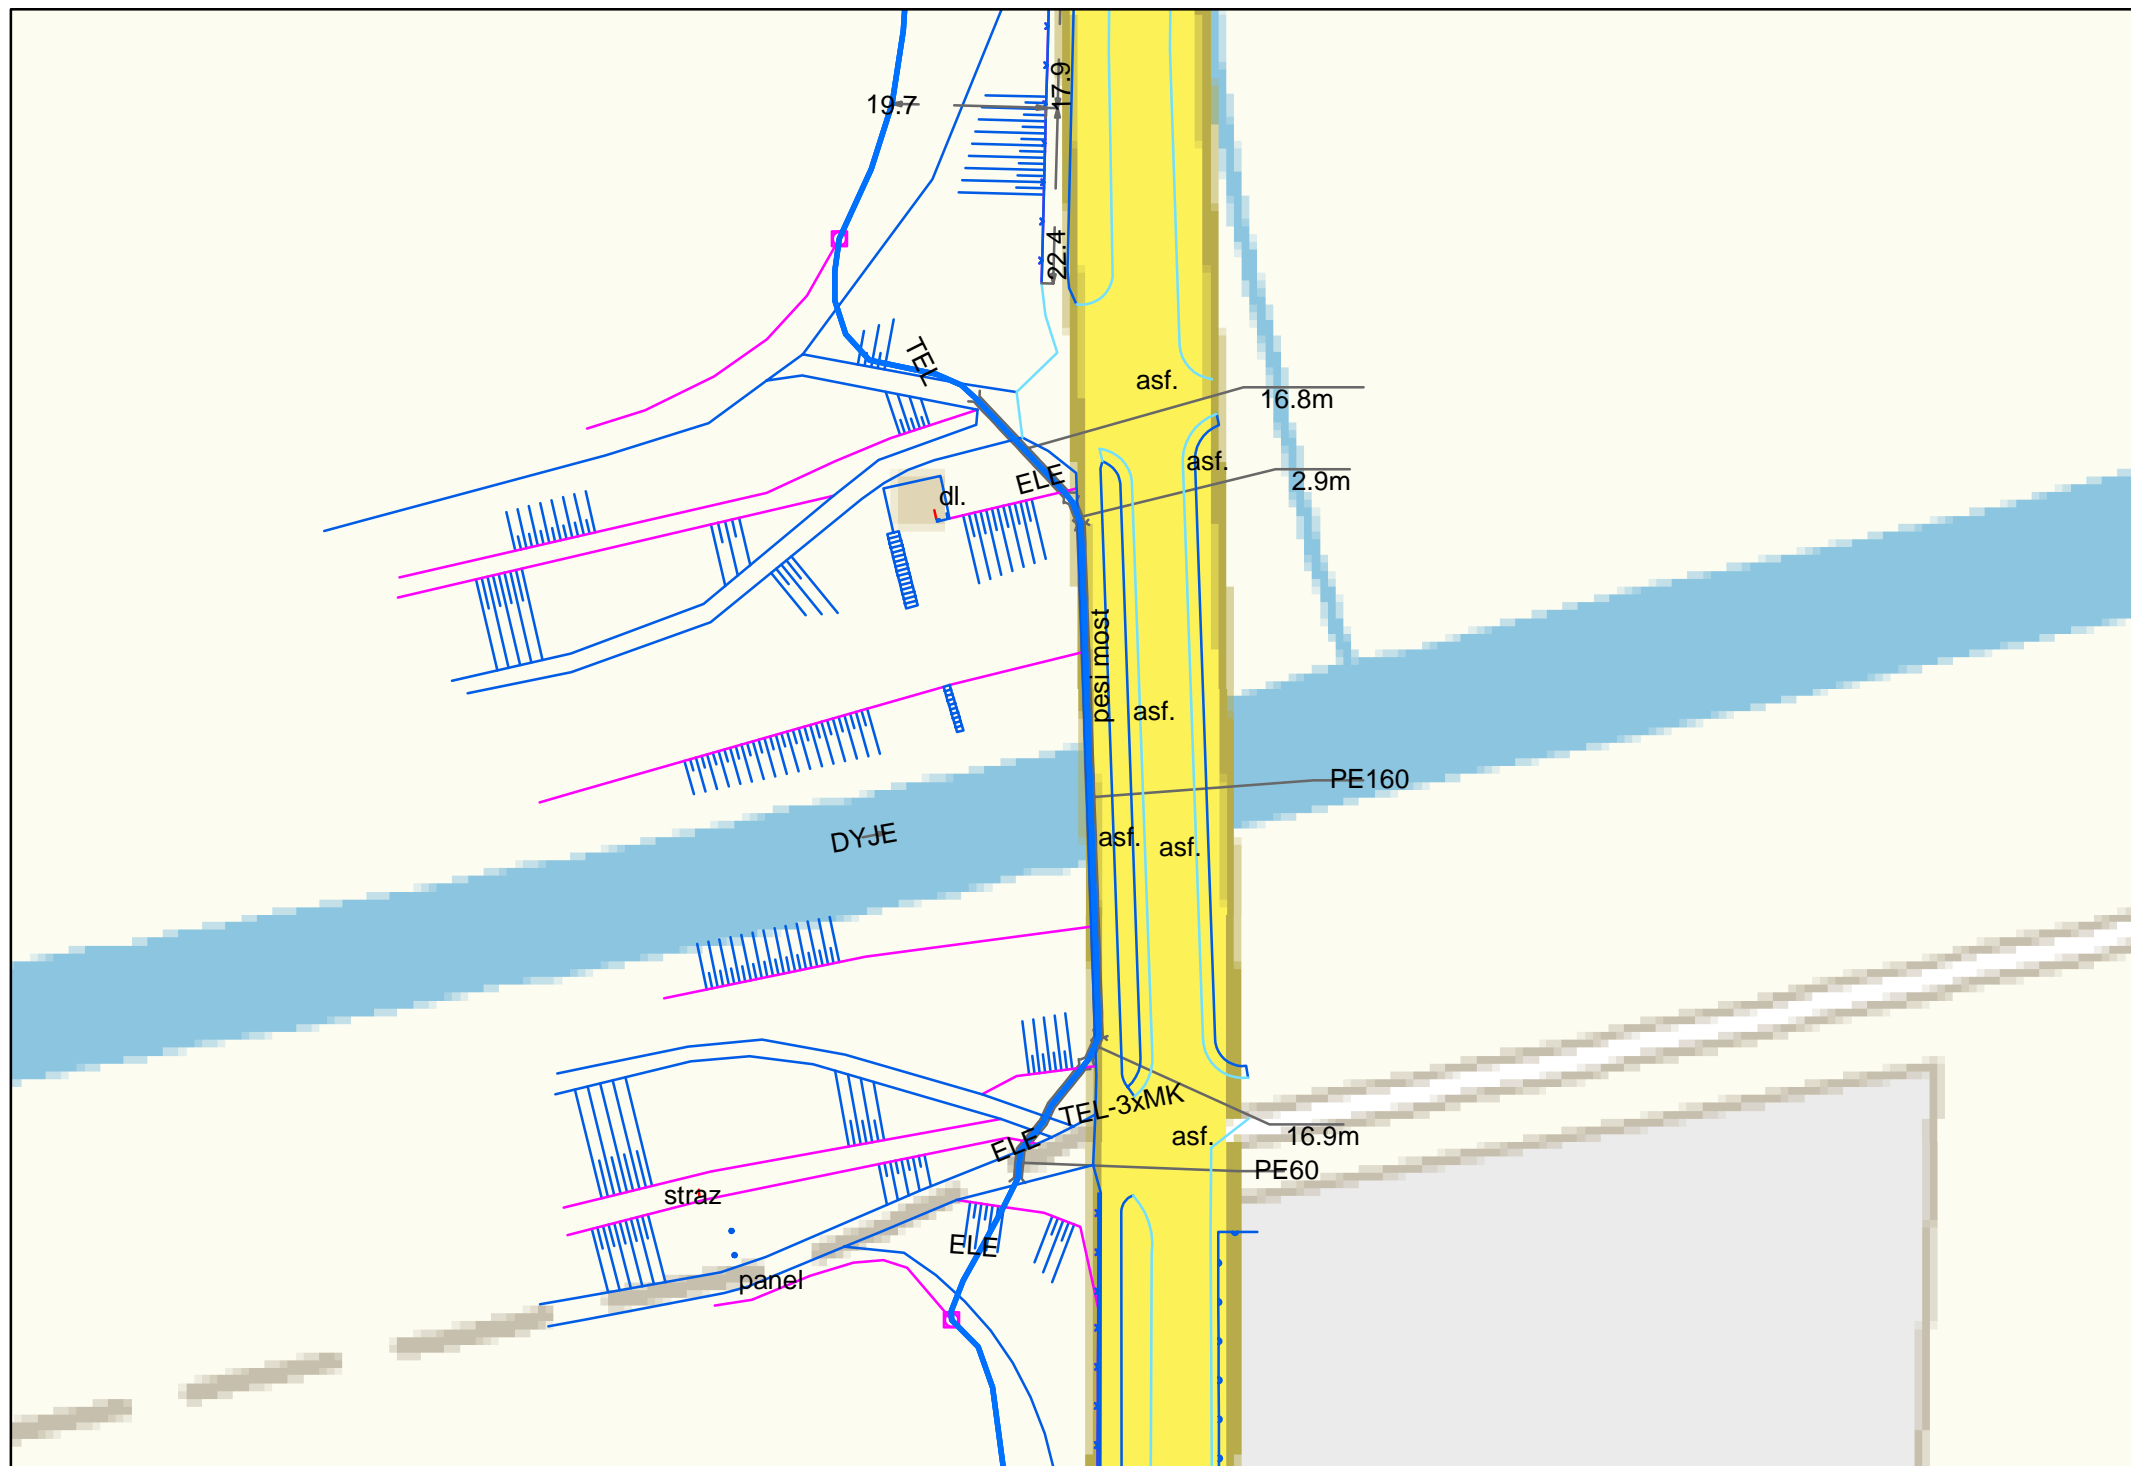 19.7
17.9
22.4
TEL
asf.
16.8m
asf.
2.9m
ELE
dl.
pesi most
asf.
PE160
DYJE
asf.
asf.
TEL-3xMK
asf.
16.9m
ELE
PE60
straz
ELE
panel